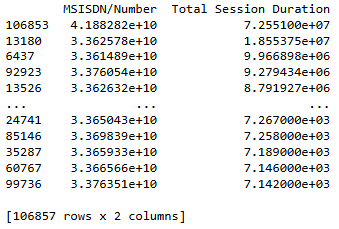 MSISDN/Number  Total Session Duration
106853  4.188282e+10  7.255100e+07
13180  3.362578e+10  1.855375e+07
6437  3.361489e+10  9.966898e+06
92923  3.376054e+10  9.279434e+06
13526  3.362632e+10  8.791927e+06
...  ...  ...
24741  3.365043e+10  7.267000e+03
85146  3.369839e+10  7.258000e+03
35287  3.365933e+10  7.189000e+03
60767  3.366566e+10  7.146000e+03
99736  3.376351e+10  7.142000e+03
[106857 rows x 2 columns]